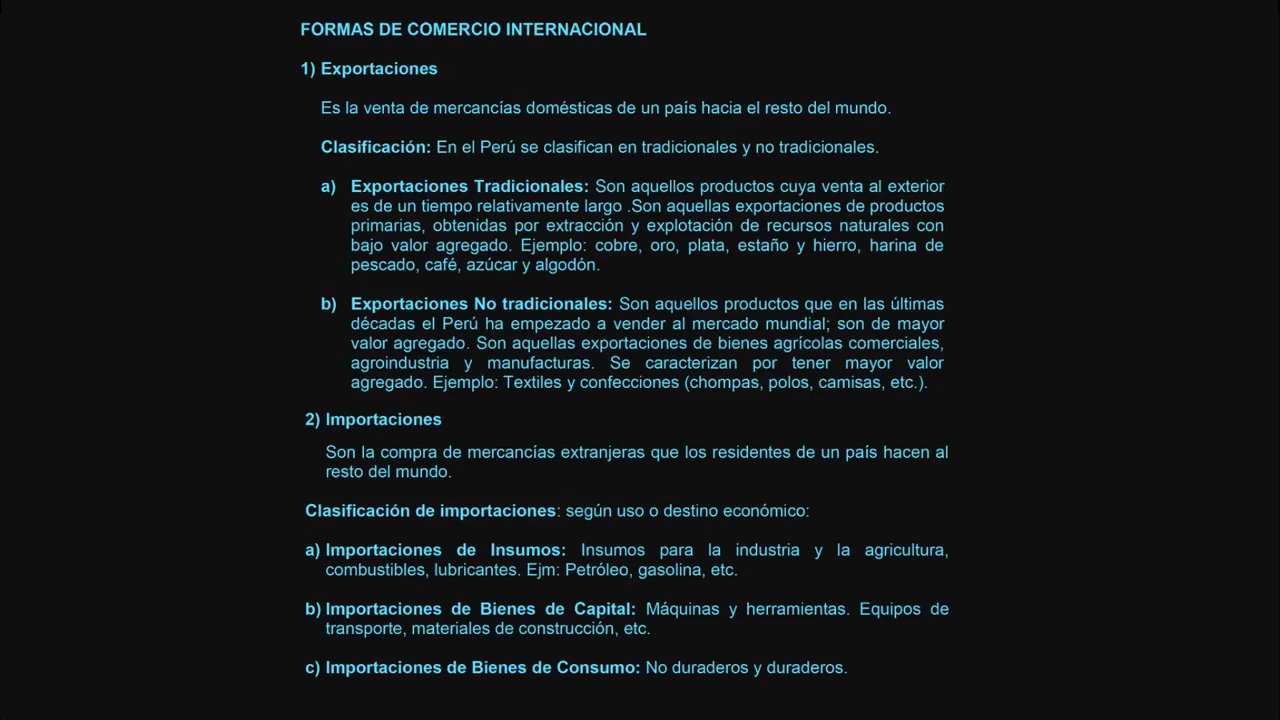 FORMAS DE COMERCIO INTERNACIONAL
1) Exportaciones
Es la venta de mercancías domésticas de un país hacia el resto del mundo.
Clasificación: En el Perú se clasifican en tradicionales y no tradicionales.
a) Exportaciones Tradicionales: Son aquellos productos cuya venta al exterior
es de un tiempo relativamente largo .Son aquellas exportaciones de productos
primarias, obtenidas por extracción y explotación de recursos naturales con
bajo valor agregado. Ejemplo: cobre, oro, plata, estaño y hierro, harina de
pescado, café, azúcar y algodón.
b) Exportaciones No tradicionales: Son aquellos productos que en las últimas
décadas el Perú ha empezado a vender al mercado mundial; son de mayor
valor agregado. Son aquellas exportaciones de bienes agrícolas comerciales,
agroindustria y manufacturas. Se caracterizan por tener mayor valor
agregado. Ejemplo: Textiles y confecciones (chompas, polos, camisas, etc.).
2) Importaciones
Son la compra de mercancías extranjeras que los residentes de un país hacen al
resto del mundo.
Clasificación de importaciones: según uso o destino económico:
a) Importaciones de Insumos: Insumos para la industria y la agricultura,
combustibles, lubricantes. Ejm: Petróleo, gasolina, etc.
b) Importaciones de Bienes de Capital: Máquinas y herramientas. Equipos de
transporte, materiales de construcción, etc.
c) Importaciones de Bienes de Consumo: No duraderos y duraderos.